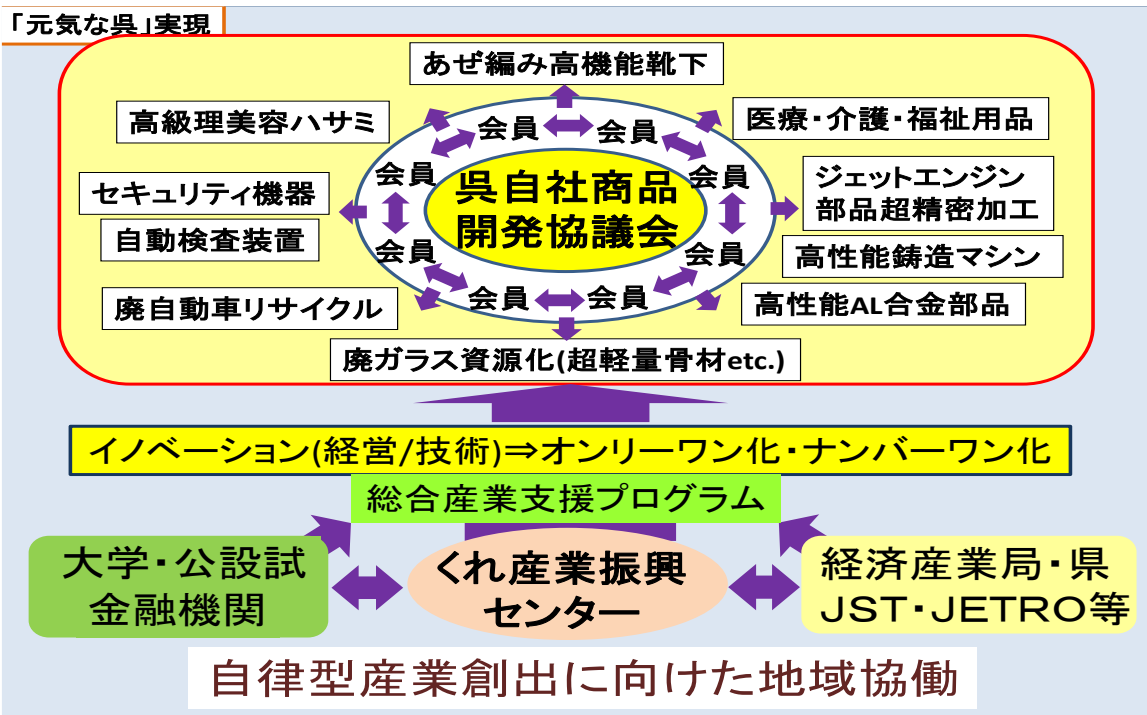 「元気な呉」実現
あぜ編み高機能靴下
高級理美容ハサミ
医療・介護・福祉用品
会員
会員
会員
会員
セキュリティ機器
ジェットエンジン
部品超精密加工
呉自社商品
開発協議会
自動検査装置
会員
会員
高性能鋳造マシン
廃自動車リサイクル
会員
会員
高性能AL合金部品
廃ガラス資源化(超軽量骨材etc.)
イノベーション(経営/技術)⇒オンリーワン化・ナンバーワン化
総合産業支援プログラム
大学・公設試
金融機関
くれ産業振興
センター
経済産業局・県
JST・JETRO等
自律型産業創出に向けた地域協働